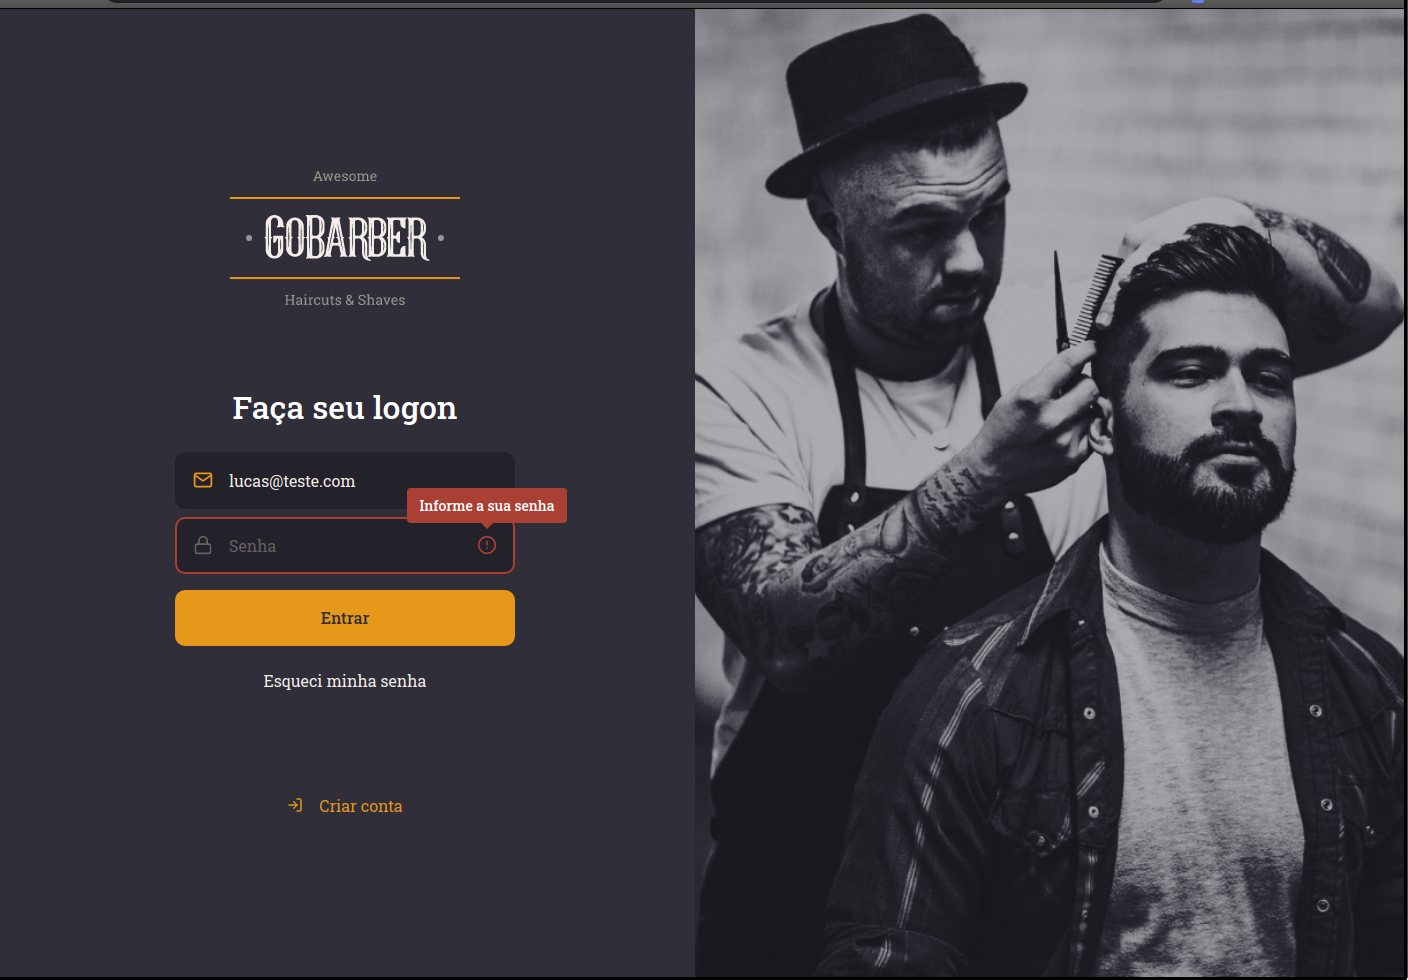 Awesome
GOBARBER
Haircuts & Shaves
Faça seu logon
lucas@teste.com
Informe a sua senha
Senha
Entrar
Esqueci minha senha
Criar conta